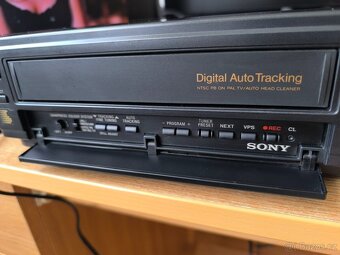 Digital Auto Tracking
NTSC PB ON PAL TV/AUTO HEAD CLEANER
TRACKING
AUTO TRACKING
– PROGRAM +
TUNER PRESET
NEXT
VPS
REC
CL
SONY